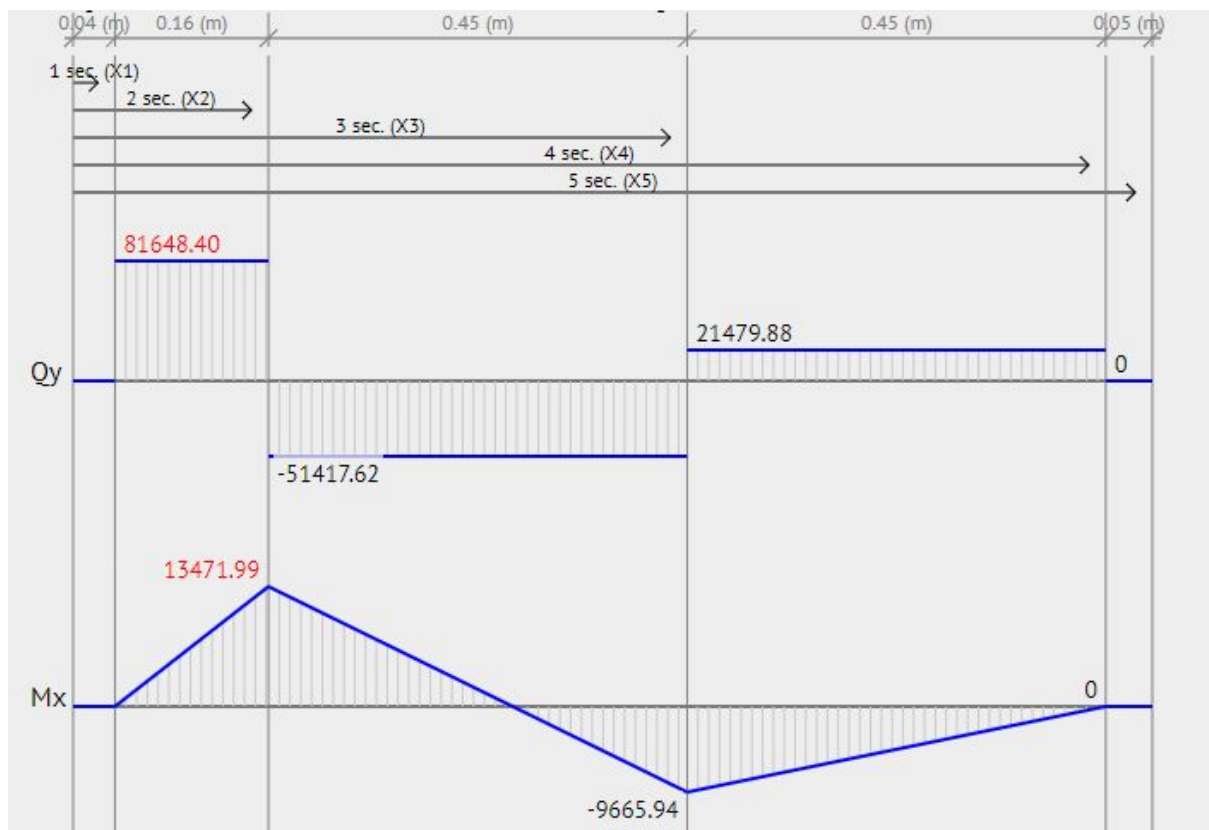 0.04 (m) 0.16 (m) 0.45 (m) 0.45 (m) 0.05 (m)
1 sec. (X1)
2 sec. (X2)
3 sec. (X3)
4 sec. (X4)
5 sec. (X5)
81648.40
21479.88
Qy 0
-51417.62
13471.99
Mx 0
-9665.94